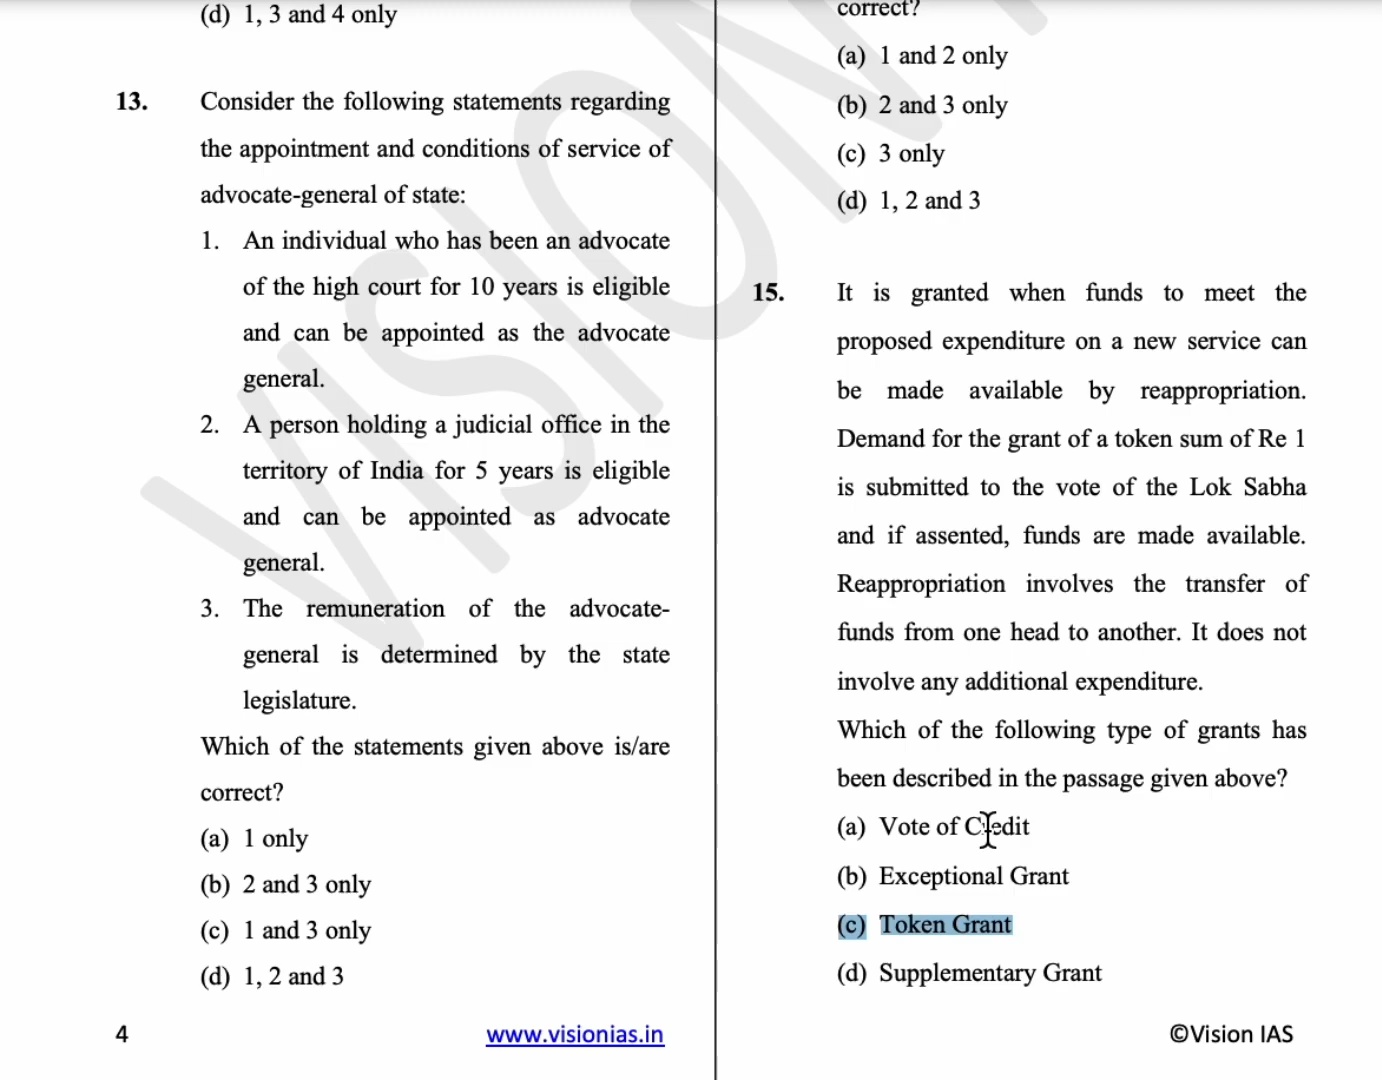 (d) 1, 3 and 4 only
13. Consider the following statements regarding
the appointment and conditions of service of
advocate-general of state:
1. An individual who has been an advocate
of the high court for 10 years is eligible
and can be appointed as the advocate
general.
2. A person holding a judicial office in the
territory of India for 5 years is eligible
and can be appointed as advocate
general.
3. The remuneration of the advocate-
general is determined by the state
legislature.
Which of the statements given above is/are
correct?
(a) 1 only
(b) 2 and 3 only
(c) 1 and 3 only
(d) 1, 2 and 3
correct?
(a) 1 and 2 only
(b) 2 and 3 only
(c) 3 only
(d) 1, 2 and 3
15. It is granted when funds to meet the
proposed expenditure on a new service can
be made available by reappropriation.
Demand for the grant of a token sum of Re 1
is submitted to the vote of the Lok Sabha
and if assented, funds are made available.
Reappropriation involves the transfer of
funds from one head to another. It does not
involve any additional expenditure.
Which of the following type of grants has
been described in the passage given above?
(a) Vote of Credit
(b) Exceptional Grant
(c) Token Grant
(d) Supplementary Grant
4 www.visionias.in ©Vision IAS
VISION